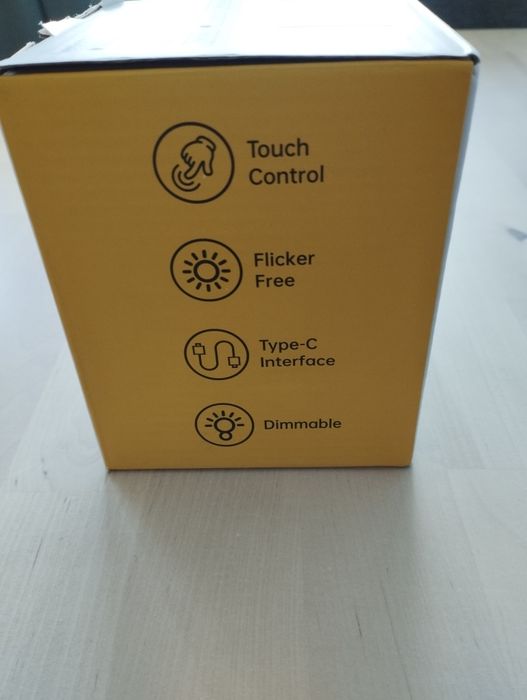 Touch
Control
Flicker
Free
Type-C
Interface
Dimmable